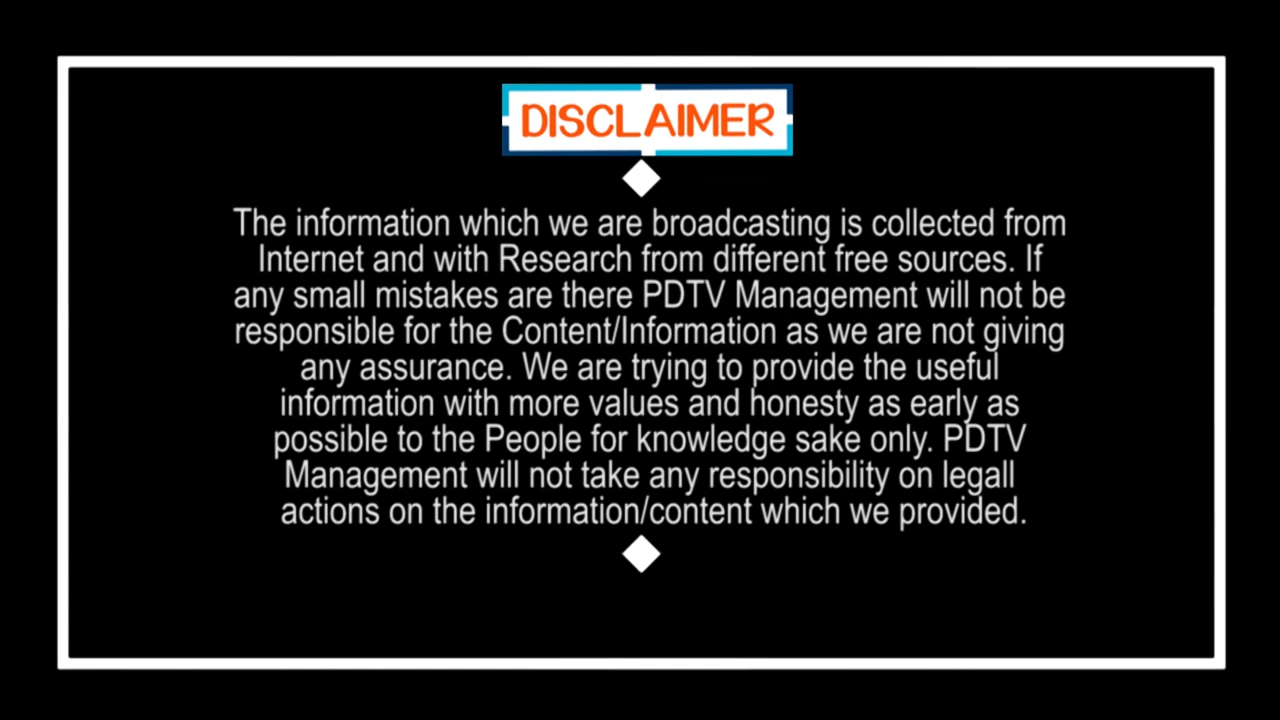 DISCLAIMER
The information which we are broadcasting is collected from
Internet and with Research from different free sources. If
any small mistakes are there PDTV Management will not be
responsible for the Content/Information as we are not giving
any assurance. We are trying to provide the useful
information with more values and honesty as early as
possible to the People for knowledge sake only. PDTV
Management will not take any responsibility on legall
actions on the information/content which we provided.